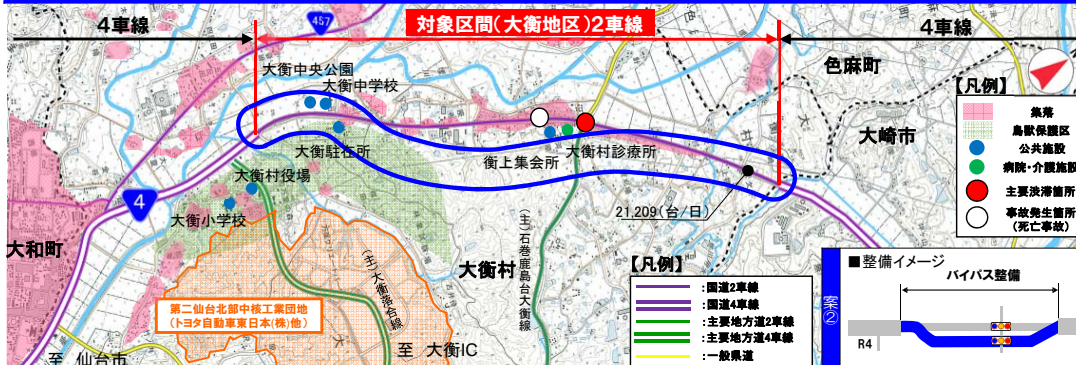 4車線
対象区間(大衡地区)2車線
4車線
457
大衡中央公園
大衡中学校
色麻町
大崎市
【凡例】
集落
鳥獣保護区
公共施設
病院・介護施設
主要渋滞箇所
事故発生箇所
(死亡事故)
大衡駐在所
衡上集会所
大衡村診療所
大衡村役場
4
大衡小学校
21,209(台/日)
大和町
大衡村
(主)石巻鹿島台大衡線
(主)大衡落合線
第二仙台北部中核工業団地
(トヨタ自動車東日本(株)他)
至 仙台市
至 大衡IC
【凡例】
:国道2車線
:国道4車線
:主要地方道2車線
:主要地方道4車線
:一般県道
案②
■整備イメージ
バイパス整備
R4